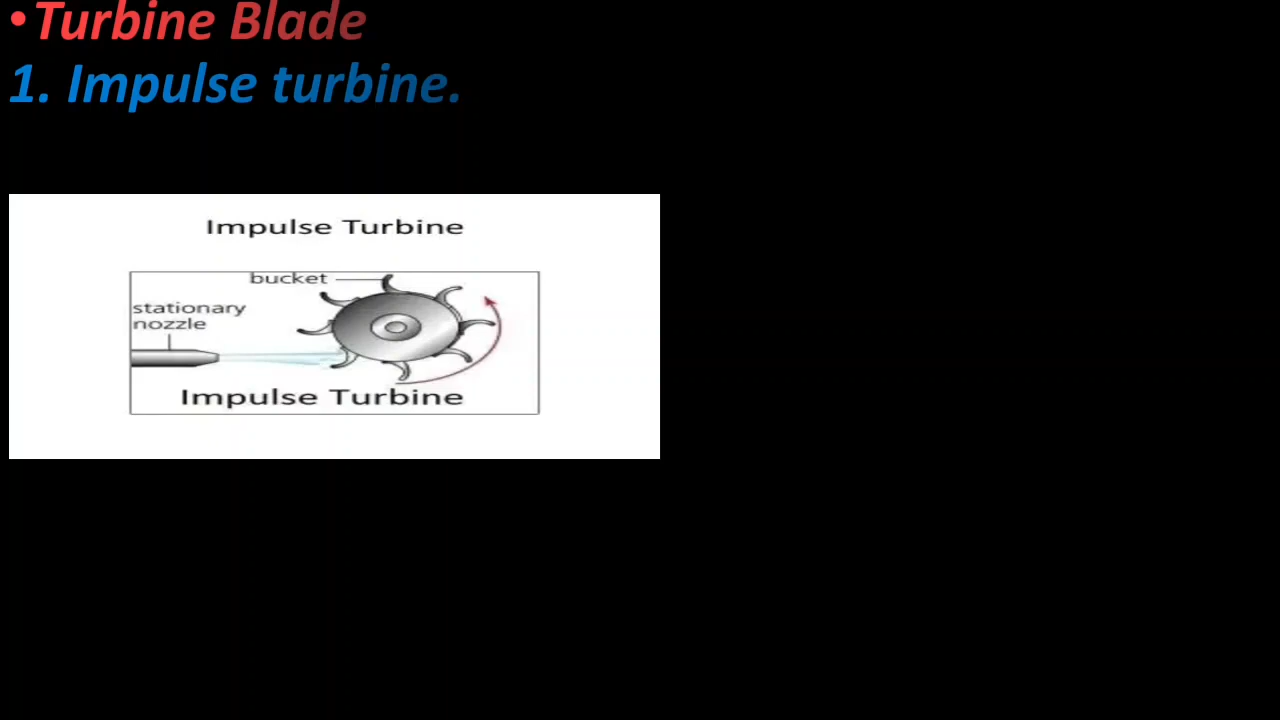 •Turbine Blade
1. Impulse turbine.
Impulse Turbine
bucket
stationary
nozzle
Impulse Turbine